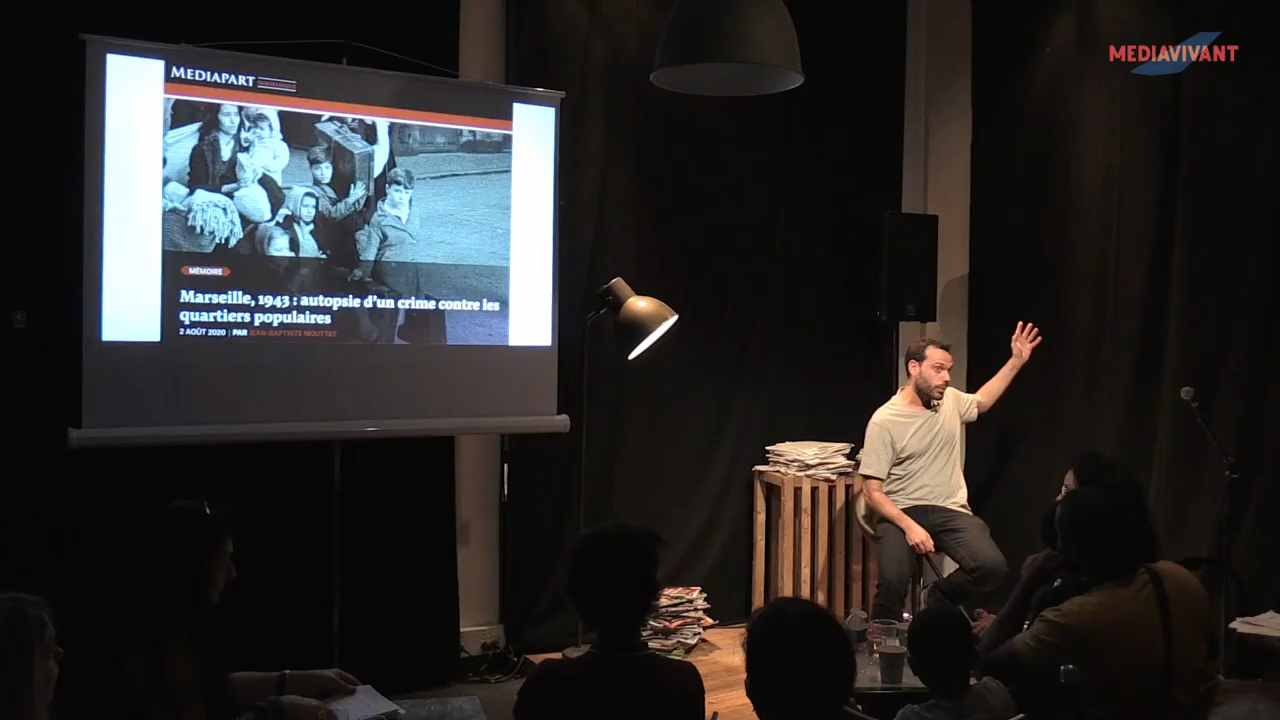 MEDIAVIVANT
MEDIAPART
MÉMOIRE
Marseille, 1943 : autopsie d'un crime contre les
quartiers populaires
2 AOÛT 2020 | PAR JEAN-BAPTISTE MOUTTET